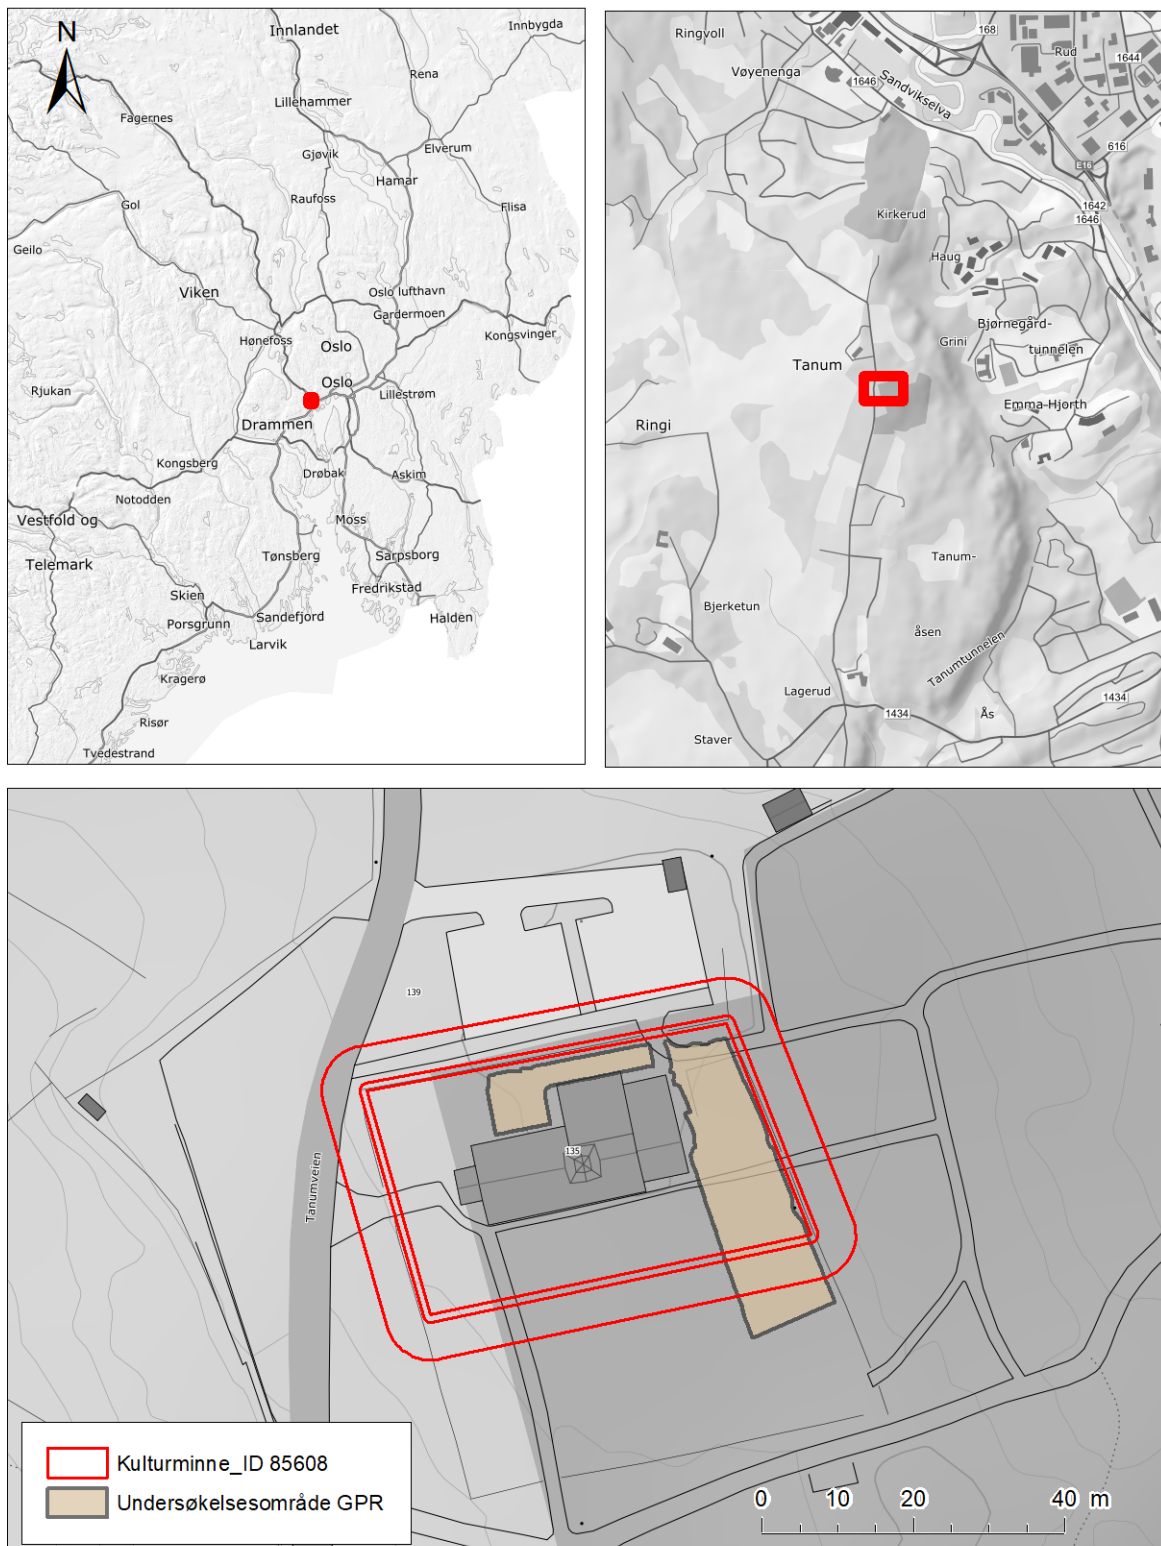 N
Innlandet
Innbygda
Rena
Lillehammer
Fagernes
Elverum
Gjøvik
Hamar
Raufoss
Gol
Flisa
Geilo
Oslo lufthavn
Viken
Gardermoen
Kongsvinger
Hønefoss
Oslo
Oslo
Rjukan
Lillestrøm
Drammen
Kongsberg
Drøbak
Askim
Notodden
Moss
Vestfold og
Telemark
Tønsberg
Sarpsborg
Fredrikstad
Skien
Sandefjord
Halden
Porsgrunn
Larvik
Kragerø
Risør
Tvedestrand
Ringvoll
168
Rud
1644
Vøyenenga
1646
Sandvikselva
616
E16
1642
1646
Kirkerud
Haug
Bjørnegård-
tunnelen
Grini
Tanum
Emma Hjorth
Ringi
Tanum-
åsen
Bjerketun
Tanumtunnelen
Lagerud
1434
Ås
1434
Staver
139
135
Tanumveien
Kulturminne_ID 85608
Undersøkelsesområde GPR
0 10 20 40 m